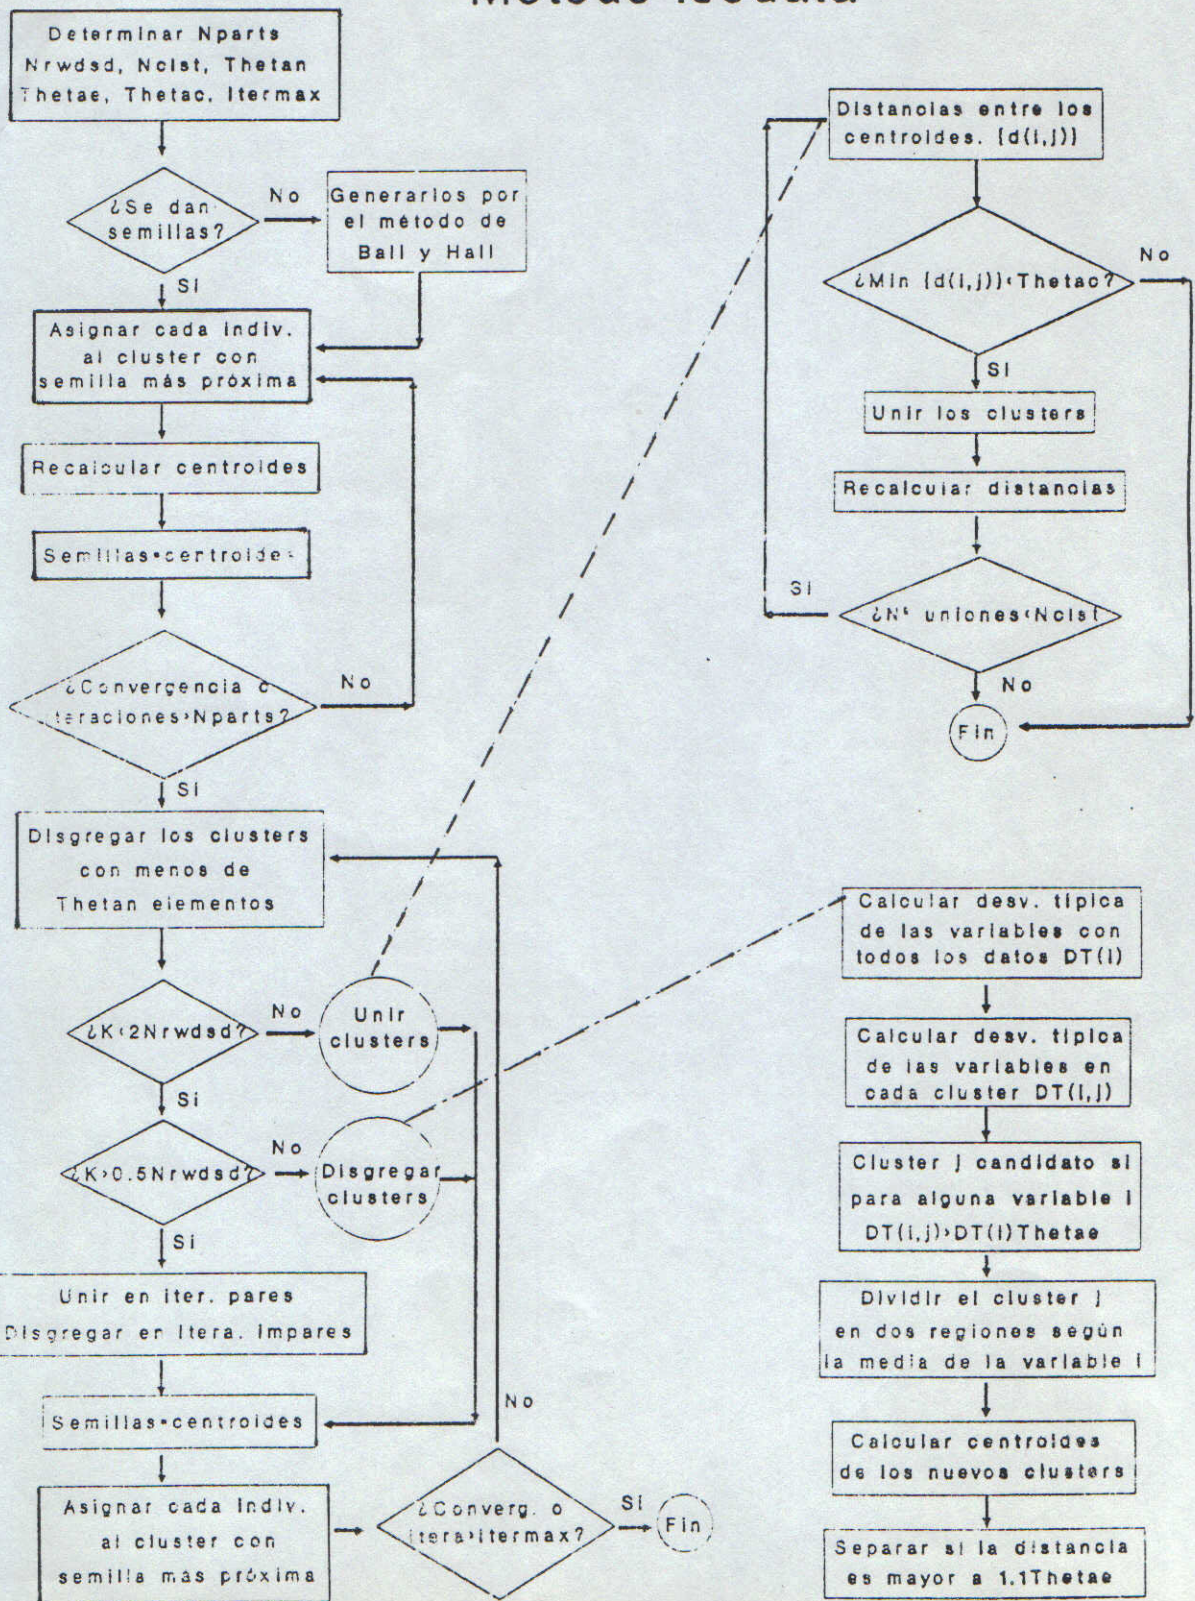 Método Isodata
Determinar Nparts
Nrwdsd, Nclst, Thetan
Thetae, Thetac, Itermax
¿Se dan
semillas?
No
Generarlos por
el método de
Ball y Hall
Si
Asignar cada indiv.
al cluster con
semilla más próxima
Recalcular centroides
Semillas=centroides
¿Convergencia o
iteraciones>Nparts?
No
Si
Disgregar los clusters
con menos de
Thetan elementos
¿K<2Nrwdsd?
No
Unir
clusters
Si
¿K>0.5Nrwdsd?
No
Disgregar
clusters
Si
Unir en iter. pares
Disgregar en itera. impares
Semillas=centroides
No
Asignar cada indiv.
al cluster con
semilla más próxima
¿Converg. o
itera>itermax?
Si
Fin
Distancias entre los
centroides. {d(i,j)}
¿Min {d(i,j)}<Thetac?
No
Si
Unir los clusters
Recalcular distancias
Si
¿Nº uniones<Nclst
No
Fin
Calcular desv. tipica
de las variables con
todos los datos DT(i)
Calcular desv. tipica
de las variables en
cada cluster DT(i,j)
Cluster j candidato si
para alguna variable i
DT(i,j)>DT(i)Thetae
Dividir el cluster j
en dos regiones según
la media de la variable i
Calcular centroides
de los nuevos clusters
Separar si la distancia
es mayor a 1.1Thetae